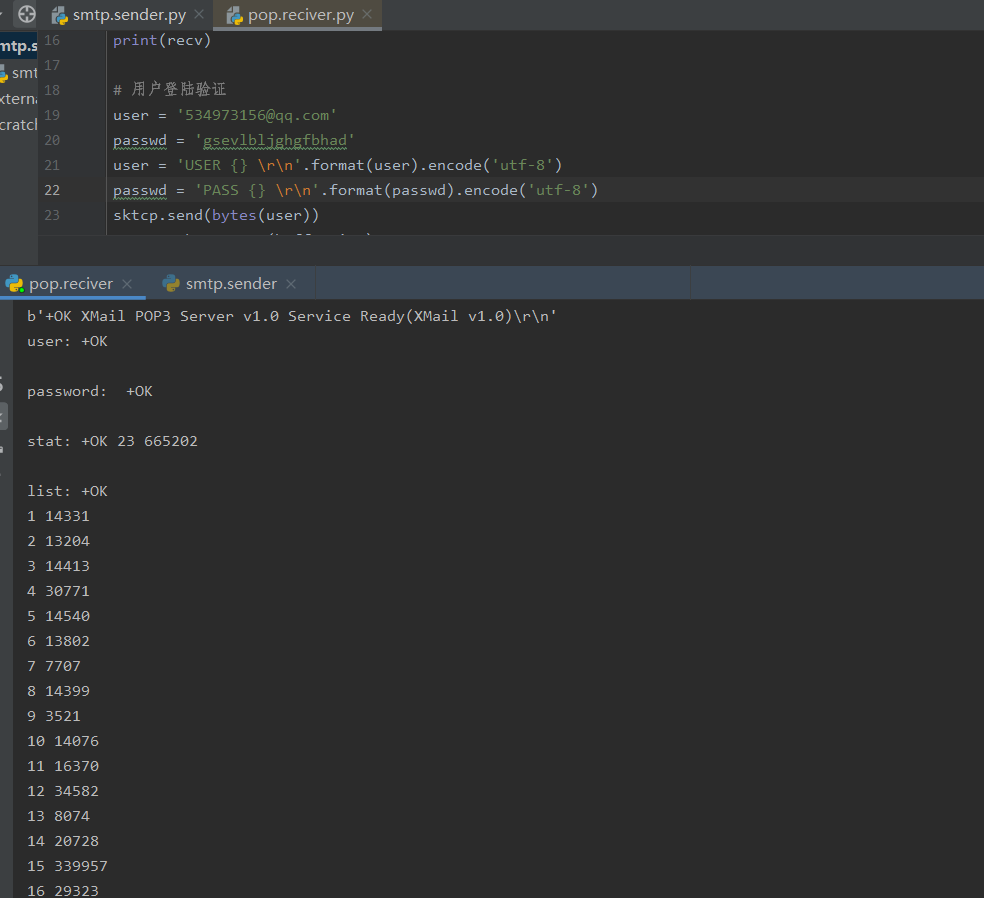 smtp.sender.py
pop.reciver.py
mtp.s
smt
xterna
cratch
16 print(recv)
17
18 # 用户登陆验证
19 user = '534973156@qq.com'
20 passwd = 'gsevlbljghgfbhad'
21 user = 'USER {} \r\n'.format(user).encode('utf-8')
22 passwd = 'PASS {} \r\n'.format(passwd).encode('utf-8')
23 sktcp.send(bytes(user))
pop.reciver
smtp.sender
b'+OK XMail POP3 Server v1.0 Service Ready(XMail v1.0)\r\n'
user: +OK
password:  +OK
stat: +OK 23 665202
list: +OK
1 14331
2 13204
3 14413
4 30771
5 14540
6 13802
7 7707
8 14399
9 3521
10 14076
11 16370
12 34582
13 8074
14 20728
15 339957
16 29323